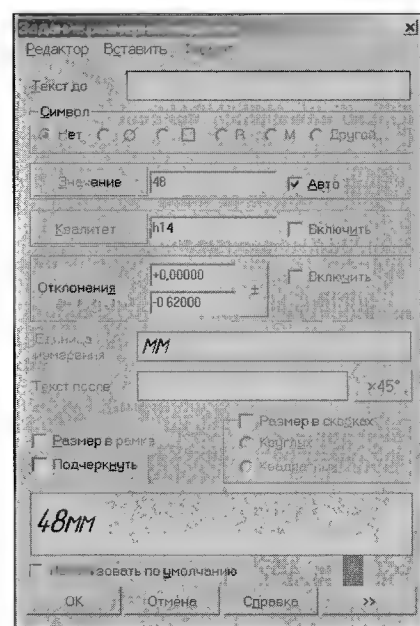 Редактор Вставить
Текст до
Символ
Нет Ø □ R M Другой
Значение 48 Авто
Квалитет h14 Включить
Отклонения +0,00000 ± Включить
-0.62000
Единица
измерения ММ
Текст после ×45°
Размер в скобках
Размер в рамке Круглых
Подчеркнуть Квадратных
48ММ
по умолчанию
OK Отмена Справка >>